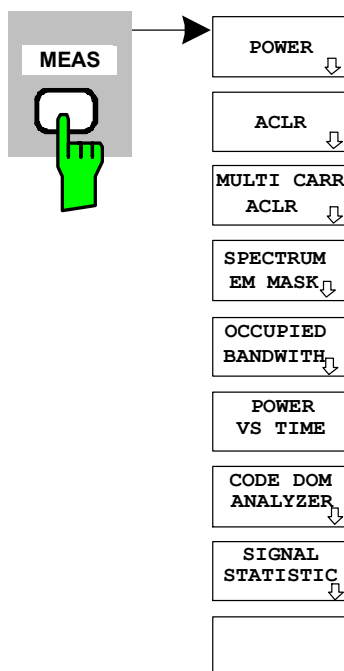 MEAS
POWER
ACLR
MULTI CARR
ACLR
SPECTRUM
EM MASK
OCCUPIED
BANDWITH
POWER
VS TIME
CODE DOM
ANALYZER
SIGNAL
STATISTIC